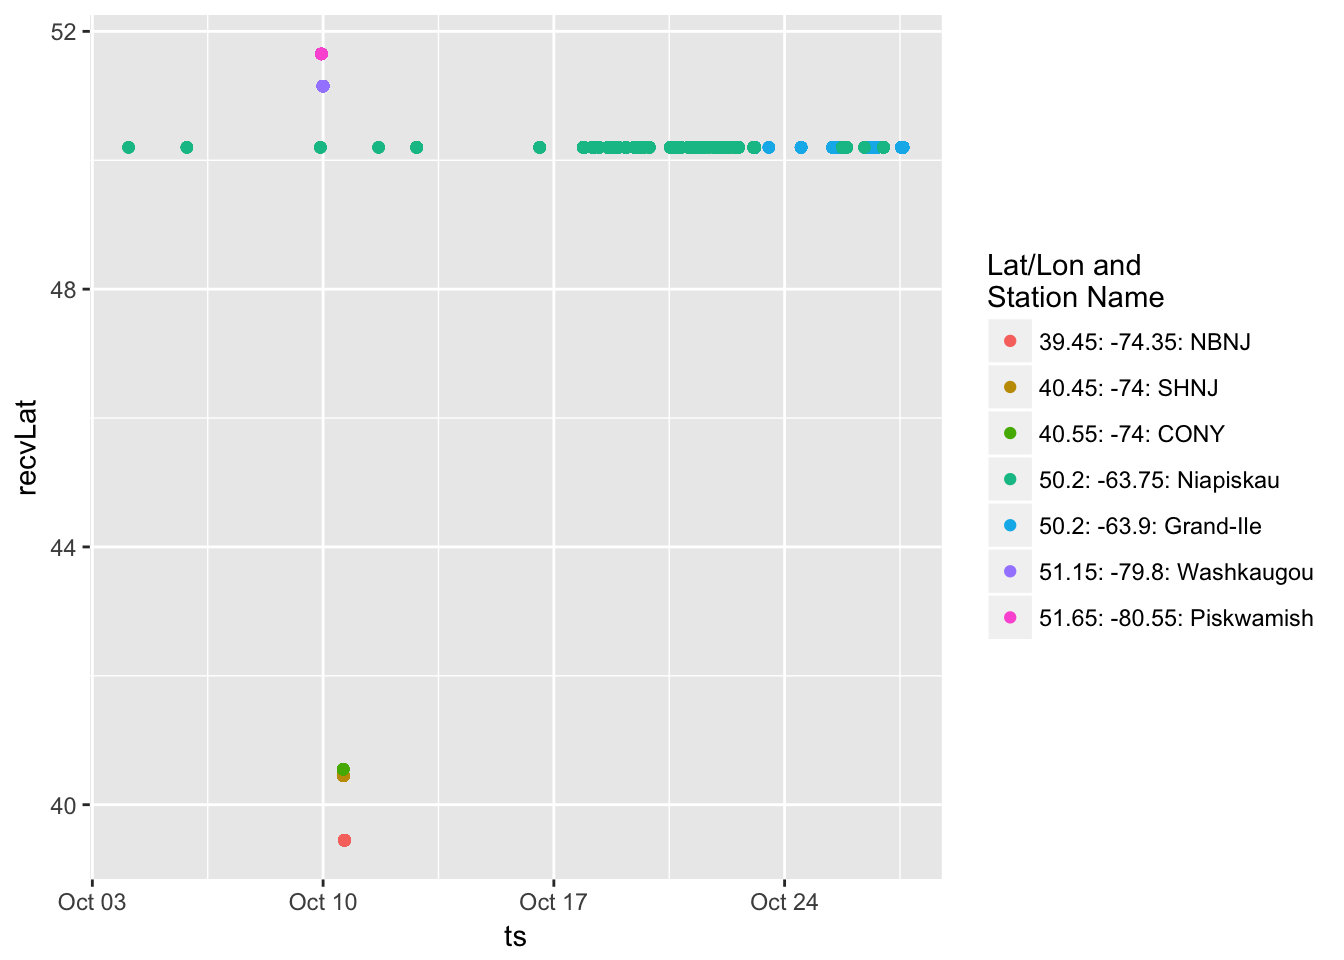 52
48
44
40
recvLat
Oct 03
Oct 10
Oct 17
Oct 24
ts
Lat/Lon and
Station Name
39.45: -74.35: NBNJ
40.45: -74: SHNJ
40.55: -74: CONY
50.2: -63.75: Niapiskau
50.2: -63.9: Grand-Ile
51.15: -79.8: Washkaugou
51.65: -80.55: Piskwamish